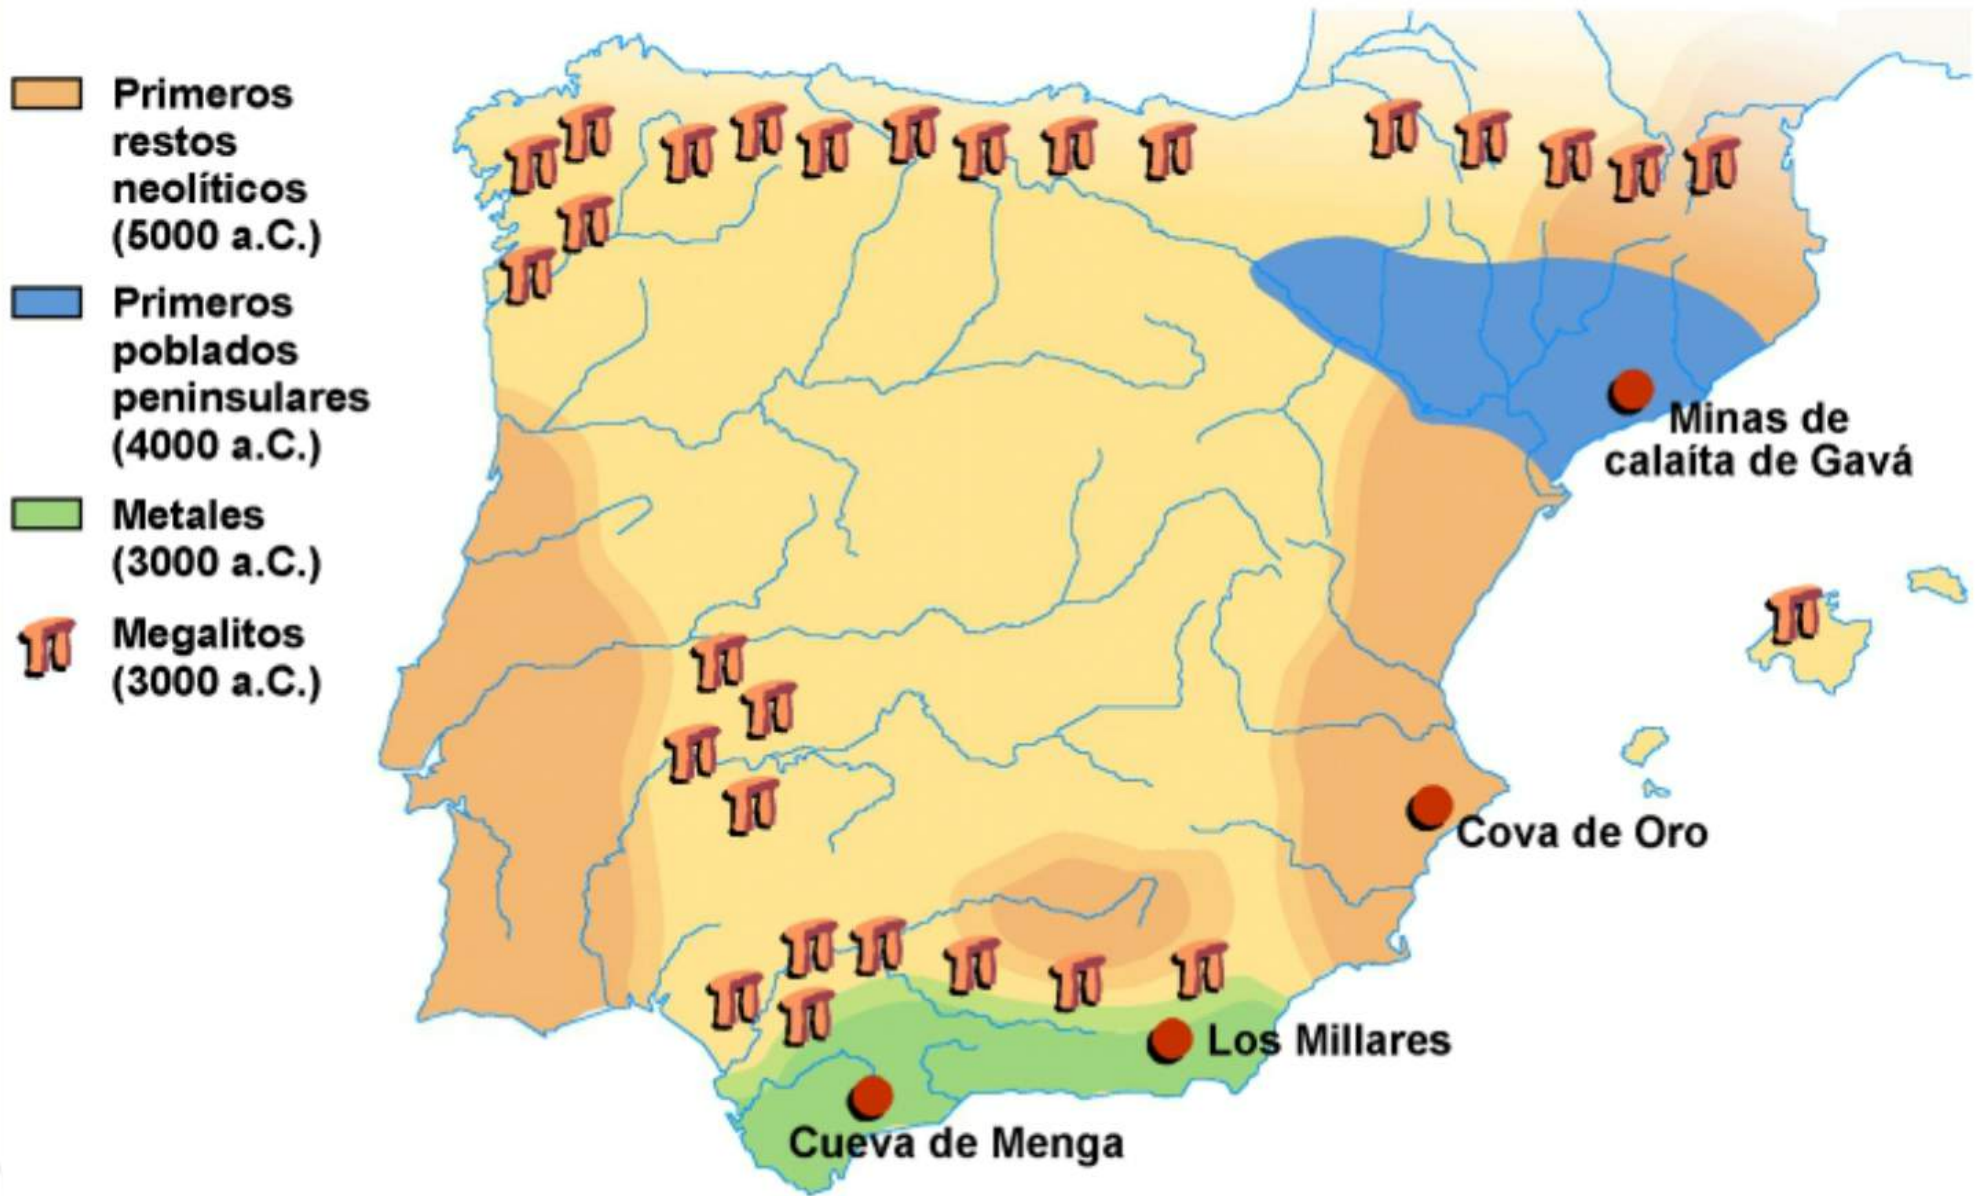 Primeros
restos
neolíticos
(5000 a.C.)
Primeros
poblados
peninsulares
(4000 a.C.)
Metales
(3000 a.C.)
Megalitos
(3000 a.C.)
Minas de
calaíta de Gavá
Cova de Oro
Los Millares
Cueva de Menga